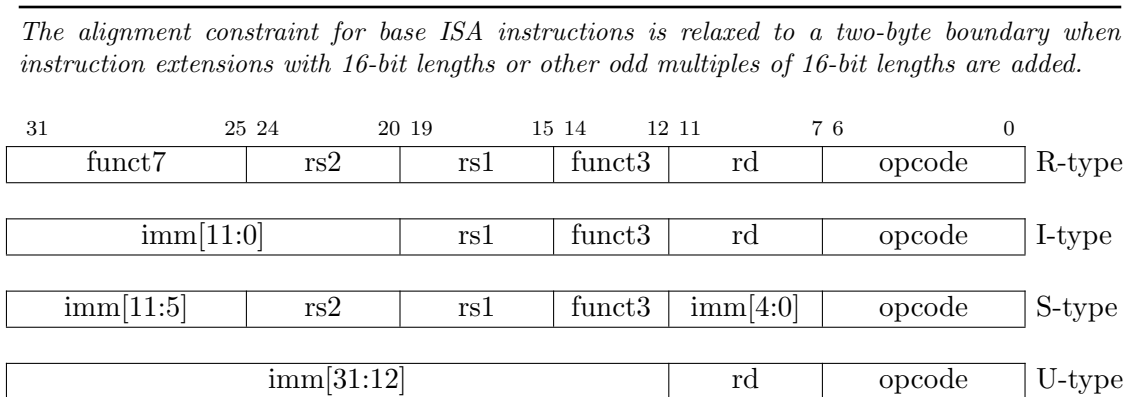 The alignment constraint for base ISA instructions is relaxed to a two-byte boundary when
instruction extensions with 16-bit lengths or other odd multiples of 16-bit lengths are added.
31 25 24 20 19 15 14 12 11 7 6 0
funct7 rs2 rs1 funct3 rd opcode R-type
imm[11:0] rs1 funct3 rd opcode I-type
imm[11:5] rs2 rs1 funct3 imm[4:0] opcode S-type
imm[31:12] rd opcode U-type